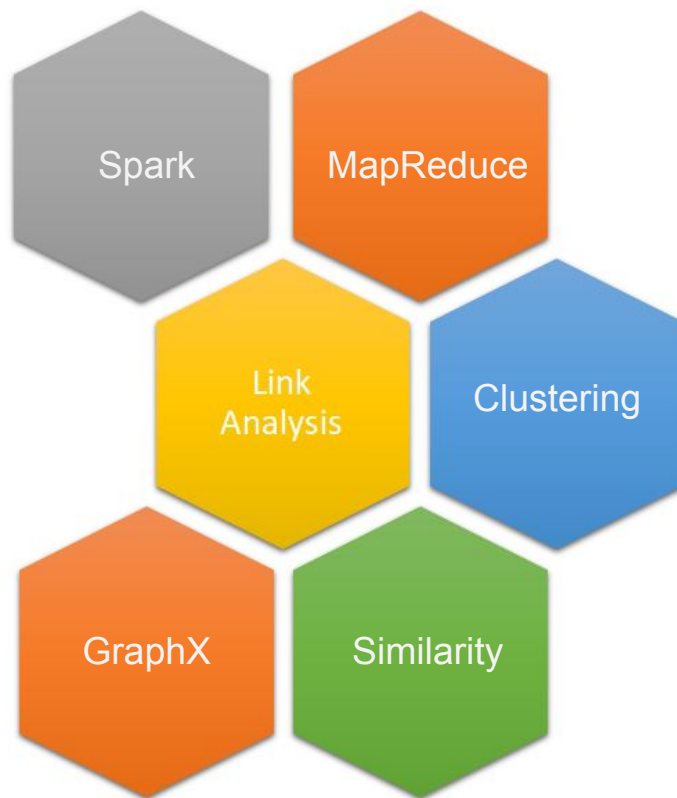 Spark
MapReduce
Link
Analysis
Clustering
GraphX
Similarity